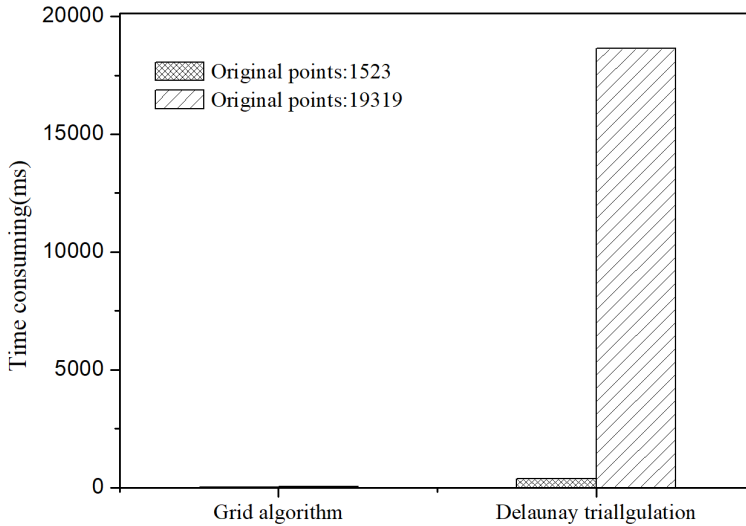 20000
15000
10000
5000
0
Time consuming(ms)
Original points:1523
Original points:19319
Grid algorithm
Delaunay triallgulation